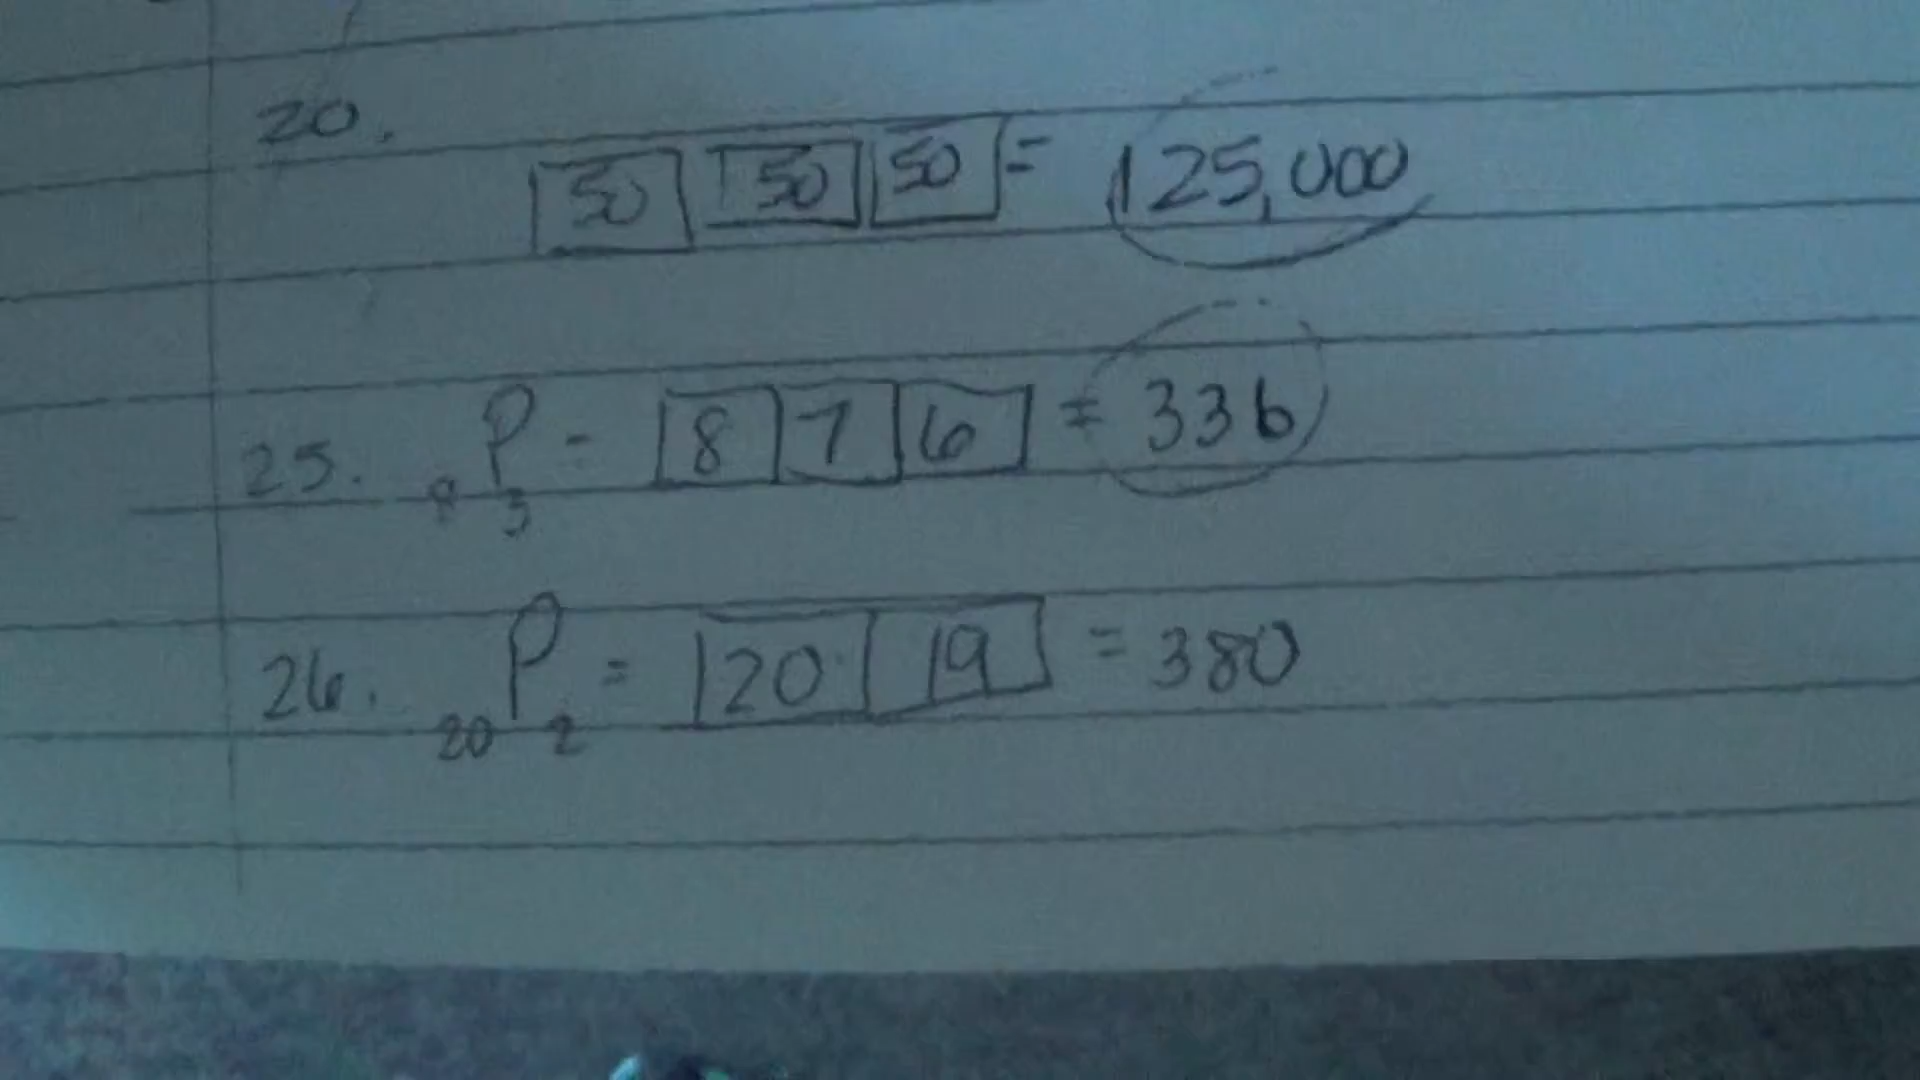 20.
50 50 50 = 125,000
25. 8P3 - 8 7 6 = 336
26. 20P2 = 20 19 = 380